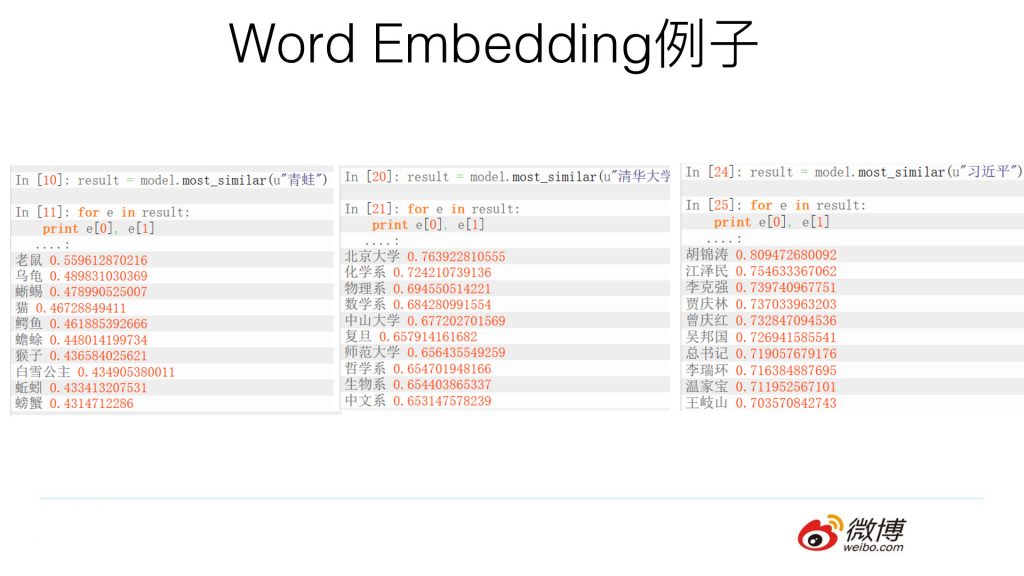 Word Embedding例子
In [10]: result = model.most_similar(u"青蛙")
In [11]: for e in result:
print e[0], e[1]
....:
老鼠 0.559612870216
乌龟 0.489831030369
蜥蜴 0.478990525007
猫 0.46728849411
鳄鱼 0.461885392666
蟾蜍 0.448014199734
猴子 0.436584025621
白雪公主 0.434905380011
蚯蚓 0.433413207531
螃蟹 0.4314712286
In [20]: result = model.most_similar(u"清华大学
In [21]: for e in result:
print e[0], e[1]
....:
北京大学 0.763922810555
化学系 0.724210739136
物理系 0.694550514221
数学系 0.684280991554
中山大学 0.677202701569
复旦 0.657914161682
师范大学 0.656435549259
哲学系 0.654701948166
生物系 0.654403865337
中文系 0.653147578239
In [24]: result = model.most_similar(u"习近平")
In [25]: for e in result:
print e[0], e[1]
....:
胡锦涛 0.809472680092
江泽民 0.754633367062
李克强 0.739740967751
贾庆林 0.737033963203
曾庆红 0.732847094536
吴邦国 0.726941585541
总书记 0.719057679176
李瑞环 0.716384887695
温家宝 0.711952567101
王岐山 0.703570842743
微博
weibo.com